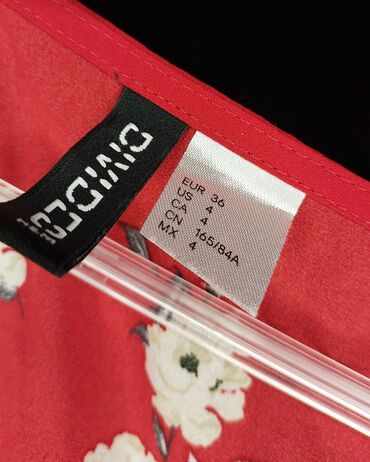 DIVIDED
EUR 36
US 4
CA 4
CN 165/84A
MX 4